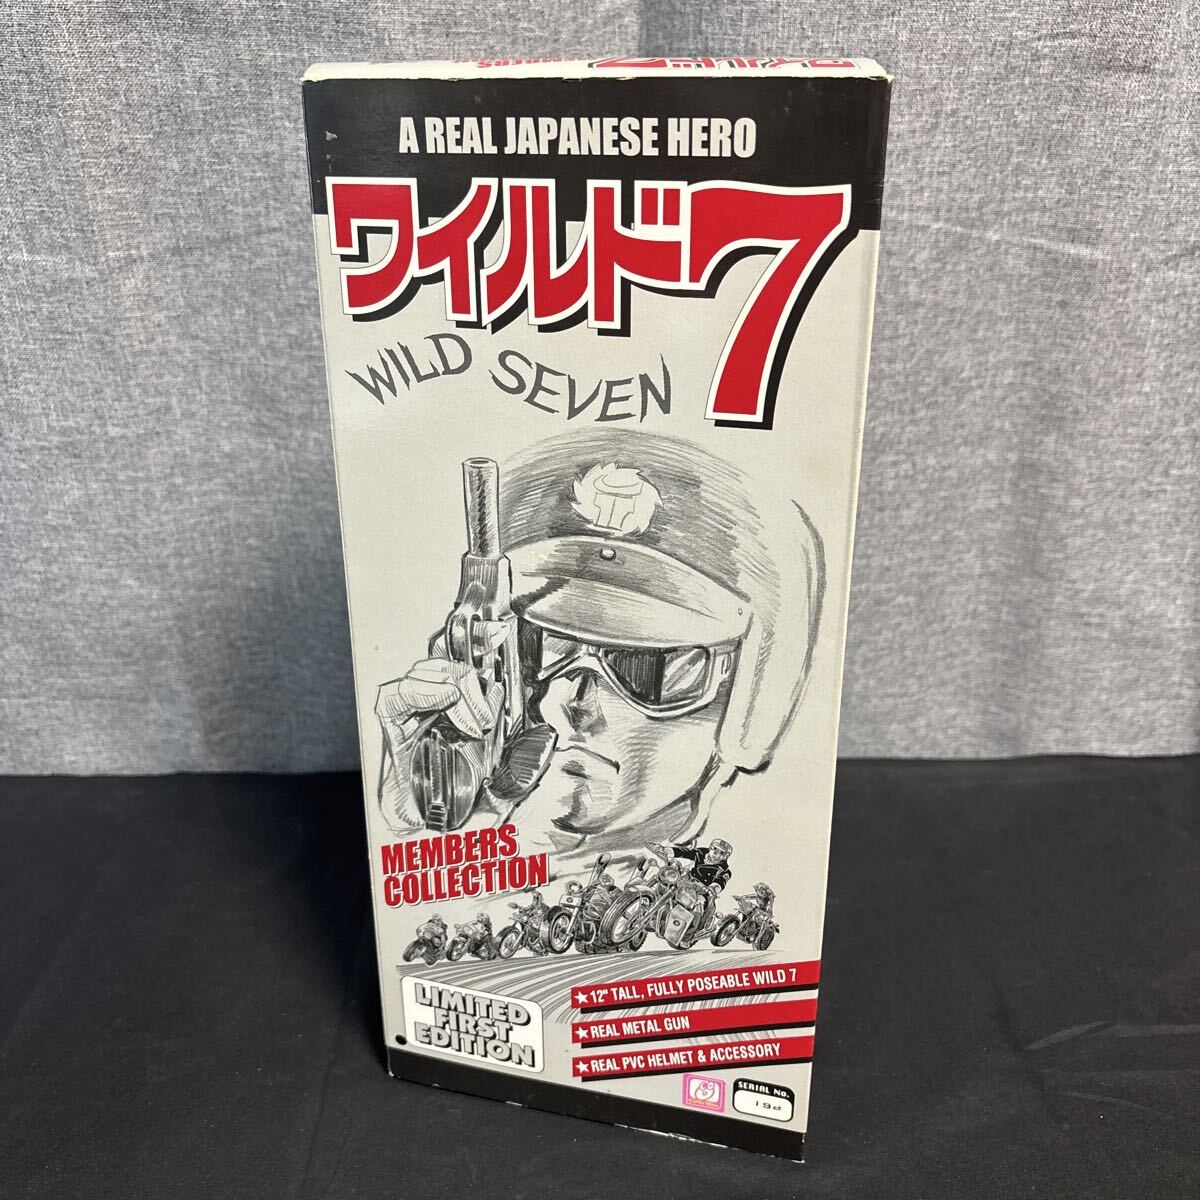 A REAL JAPANESE HERO
ワイルド7
WILD SEVEN
MEMBERS
COLLECTION
LIMITED
FIRST
EDITION
★12" TALL, FULLY POSEABLE WILD 7
★REAL METAL GUN
★REAL PVC HELMET & ACCESSORY
SERIAL No.